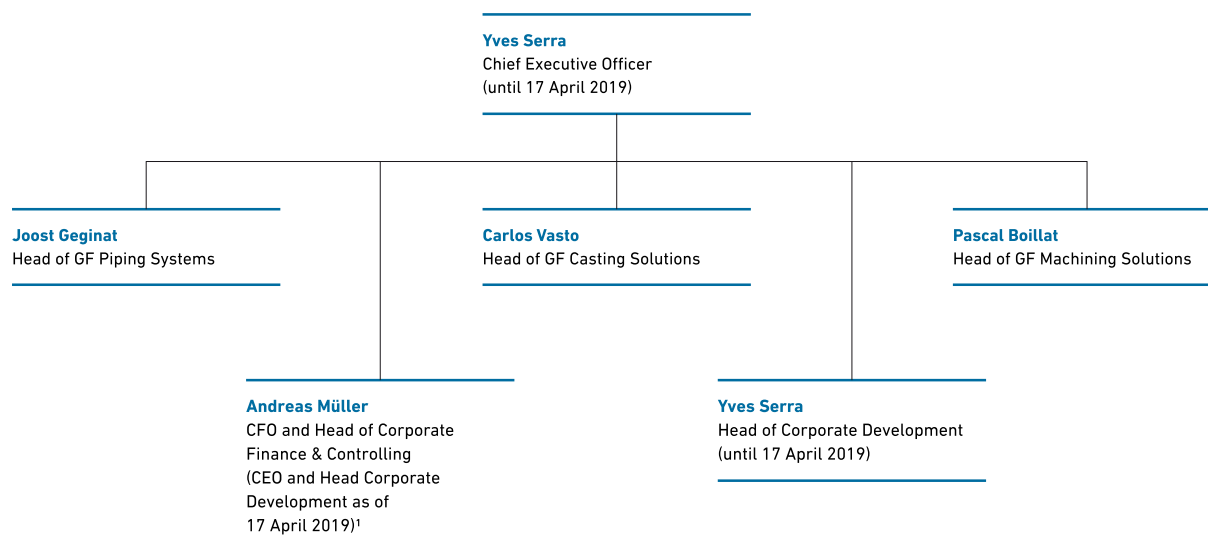 Yves Serra
Chief Executive Officer
(until 17 April 2019)
Joost Geginat
Head of GF Piping Systems
Carlos Vasto
Head of GF Casting Solutions
Pascal Boillat
Head of GF Machining Solutions
Andreas Müller
CFO and Head of Corporate
Finance & Controlling
(CEO and Head Corporate
Development as of
17 April 2019)¹
Yves Serra
Head of Corporate Development
(until 17 April 2019)